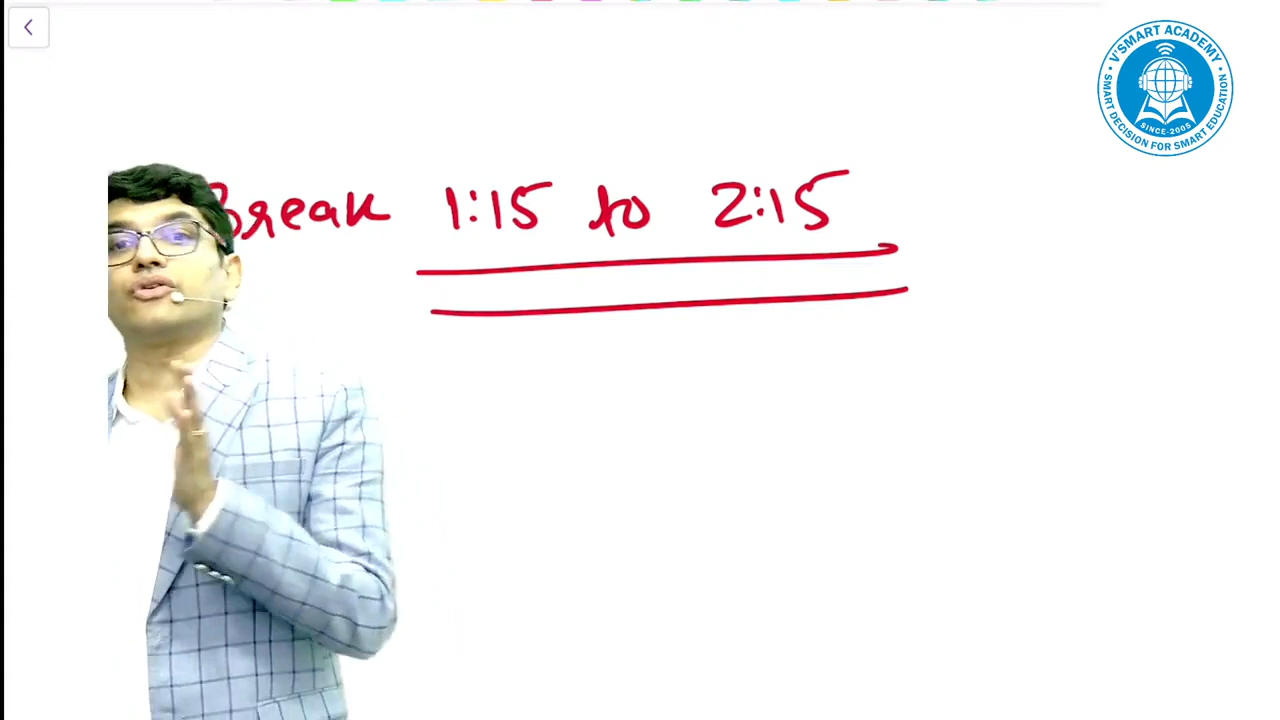 Break 1:15 to 2:15
V'SMART ACADEMY
SMART DECISION FOR SMART EDUCATION
SINCE-2005